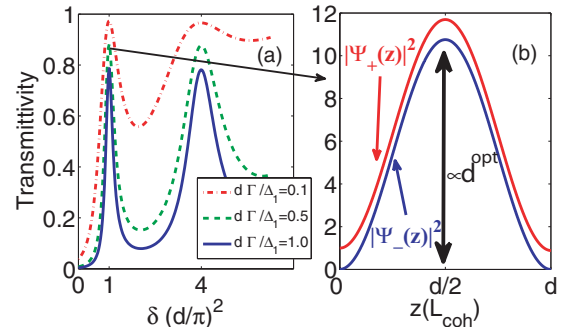 (a)
Transmittivity
1
0.8
0.6
0.4
0.2
0
0 1 4
δ (d/π)²
d Γ/Δ₁=0.1
d Γ/Δ₁=0.5
d Γ/Δ₁=1.0
(b)
12
10
8
6
4
2
0
0 d/2 d
z(L_coh)
|Ψ₊(z)|²
|Ψ₋(z)|²
∝d^opt